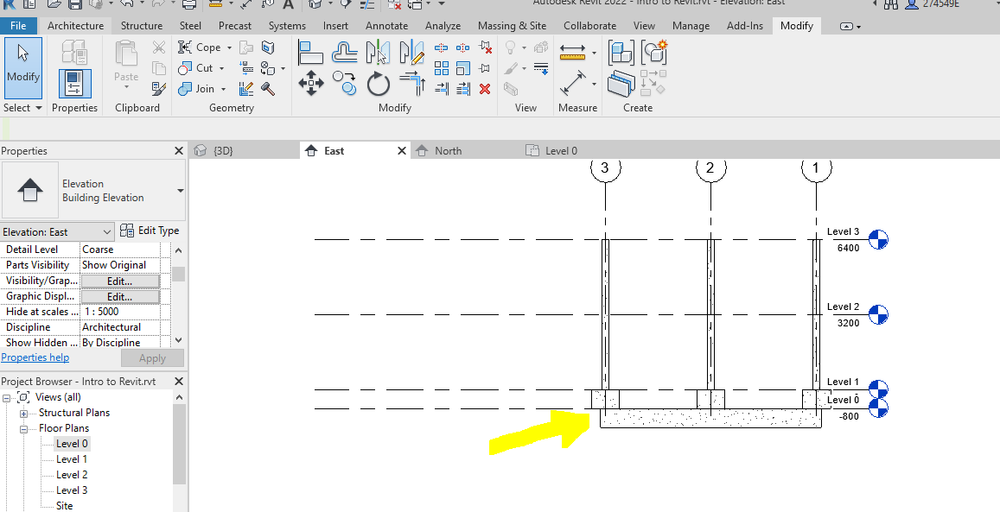 Autodesk Revit 2022 - Intro to Revit.rvt - Elevation: East
274549E
File Architecture Structure Steel Precast Systems Insert Annotate Analyze Massing & Site Collaborate View Manage Add-Ins Modify
Modify
Paste
Cope
Cut
Join
Select Properties Clipboard Geometry Modify View Measure Create
Properties
{3D} East North Level 0
Elevation
Building Elevation
Elevation: East Edit Type
Detail Level Coarse
Parts Visibility Show Original
Visibility/Grap... Edit...
Graphic Displ... Edit...
Hide at scales ... 1 : 5000
Discipline Architectural
Show Hidden ... By Discipline
Properties help Apply
Project Browser - Intro to Revit.rvt
Views (all)
Structural Plans
Floor Plans
Level 0
Level 1
Level 2
Level 3
Site
3 2 1
Level 3
6400
Level 2
3200
Level 1
Level 0
-800